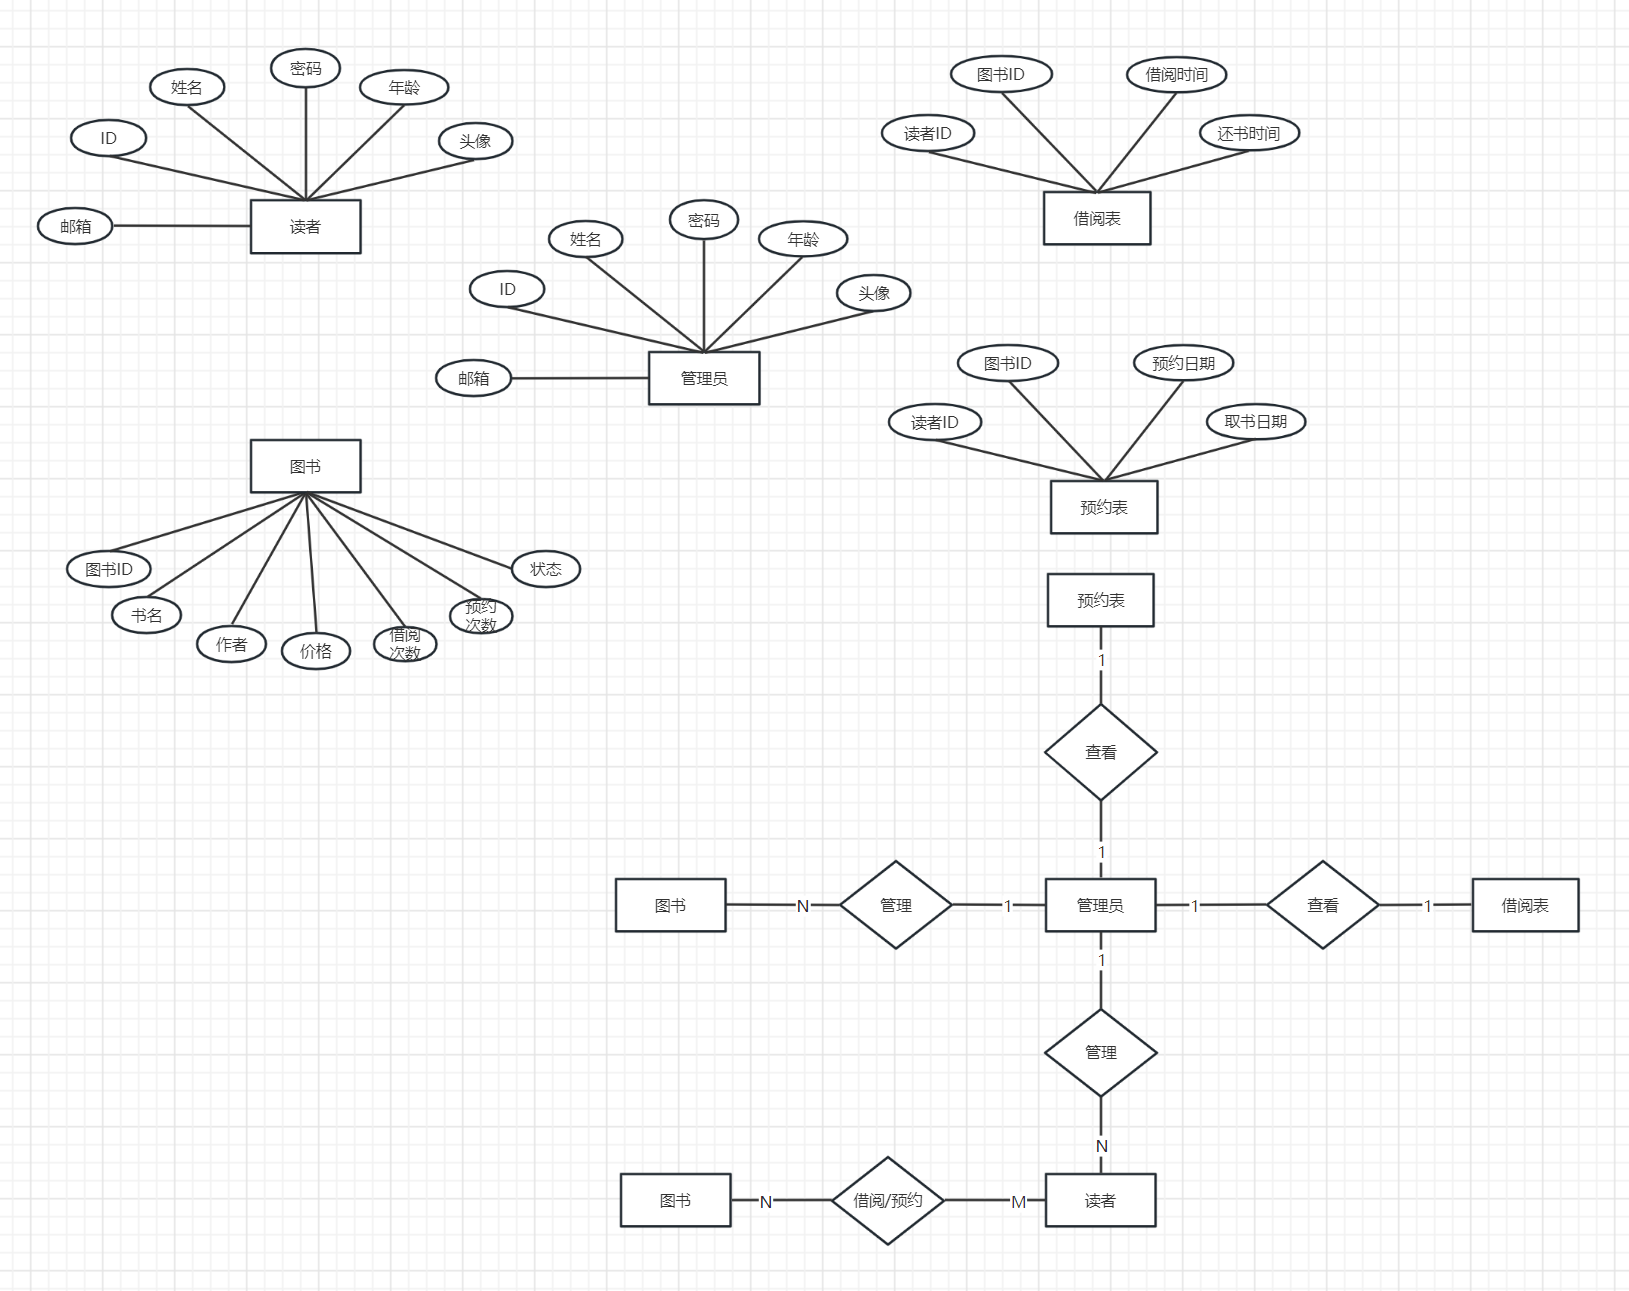 密码
姓名
年龄
ID
头像
邮箱
读者
图书ID
借阅时间
读者ID
还书时间
借阅表
密码
姓名
年龄
ID
头像
邮箱
管理员
图书ID
预约日期
读者ID
取书日期
预约表
图书
图书ID
书名
作者
价格
借阅
次数
预约
次数
状态
预约表
1
查看
1
图书
N
管理
1
管理员
1
查看
1
借阅表
1
管理
N
图书
N
借阅/预约
M
读者